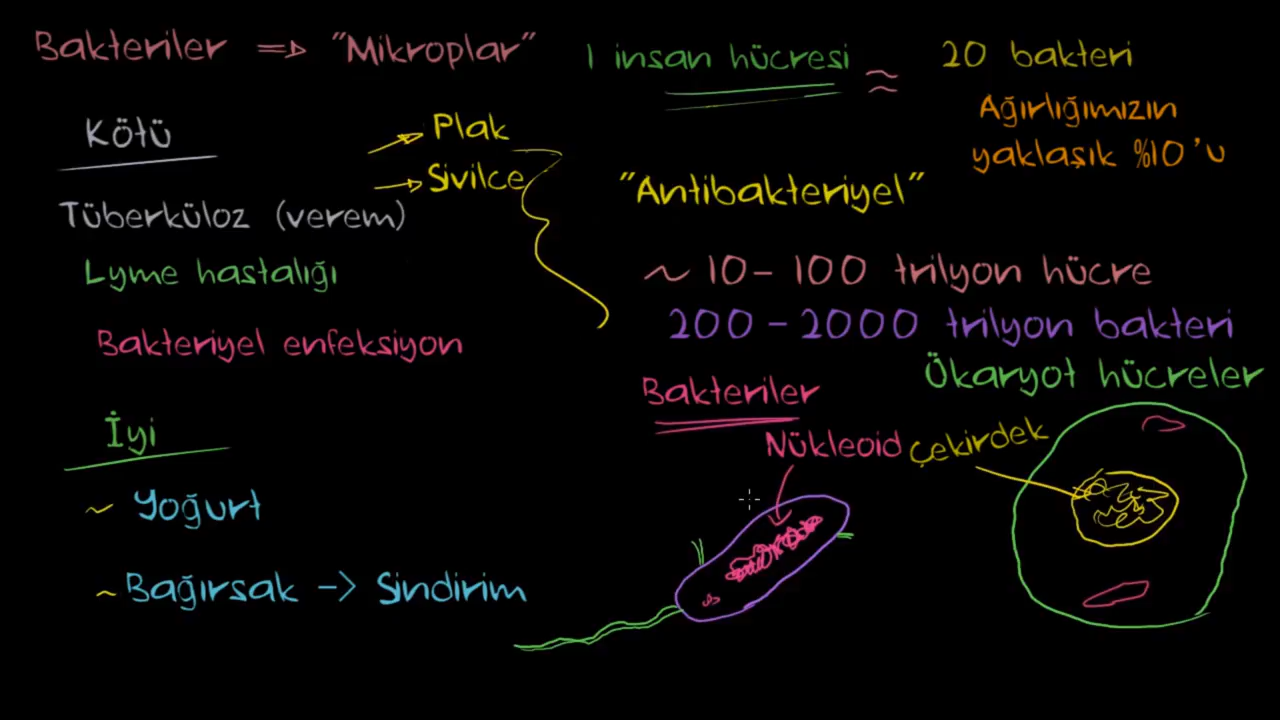 Bakteriler => "Mikroplar"
Kötü
Plak
Sivilce
Tüberküloz (verem)
Lyme hastalığı
Bakteriyel enfeksiyon
İyi
~ Yoğurt
~ Bağırsak -> Sindirim
1 insan hücresi ≈ 20 bakteri
Ağırlığımızın
yaklaşık %10'u
"Antibakteriyel"
~ 10-100 trilyon hücre
200-2000 trilyon bakteri
Bakteriler
Nükleoid
Ökaryot hücreler
çekirdek